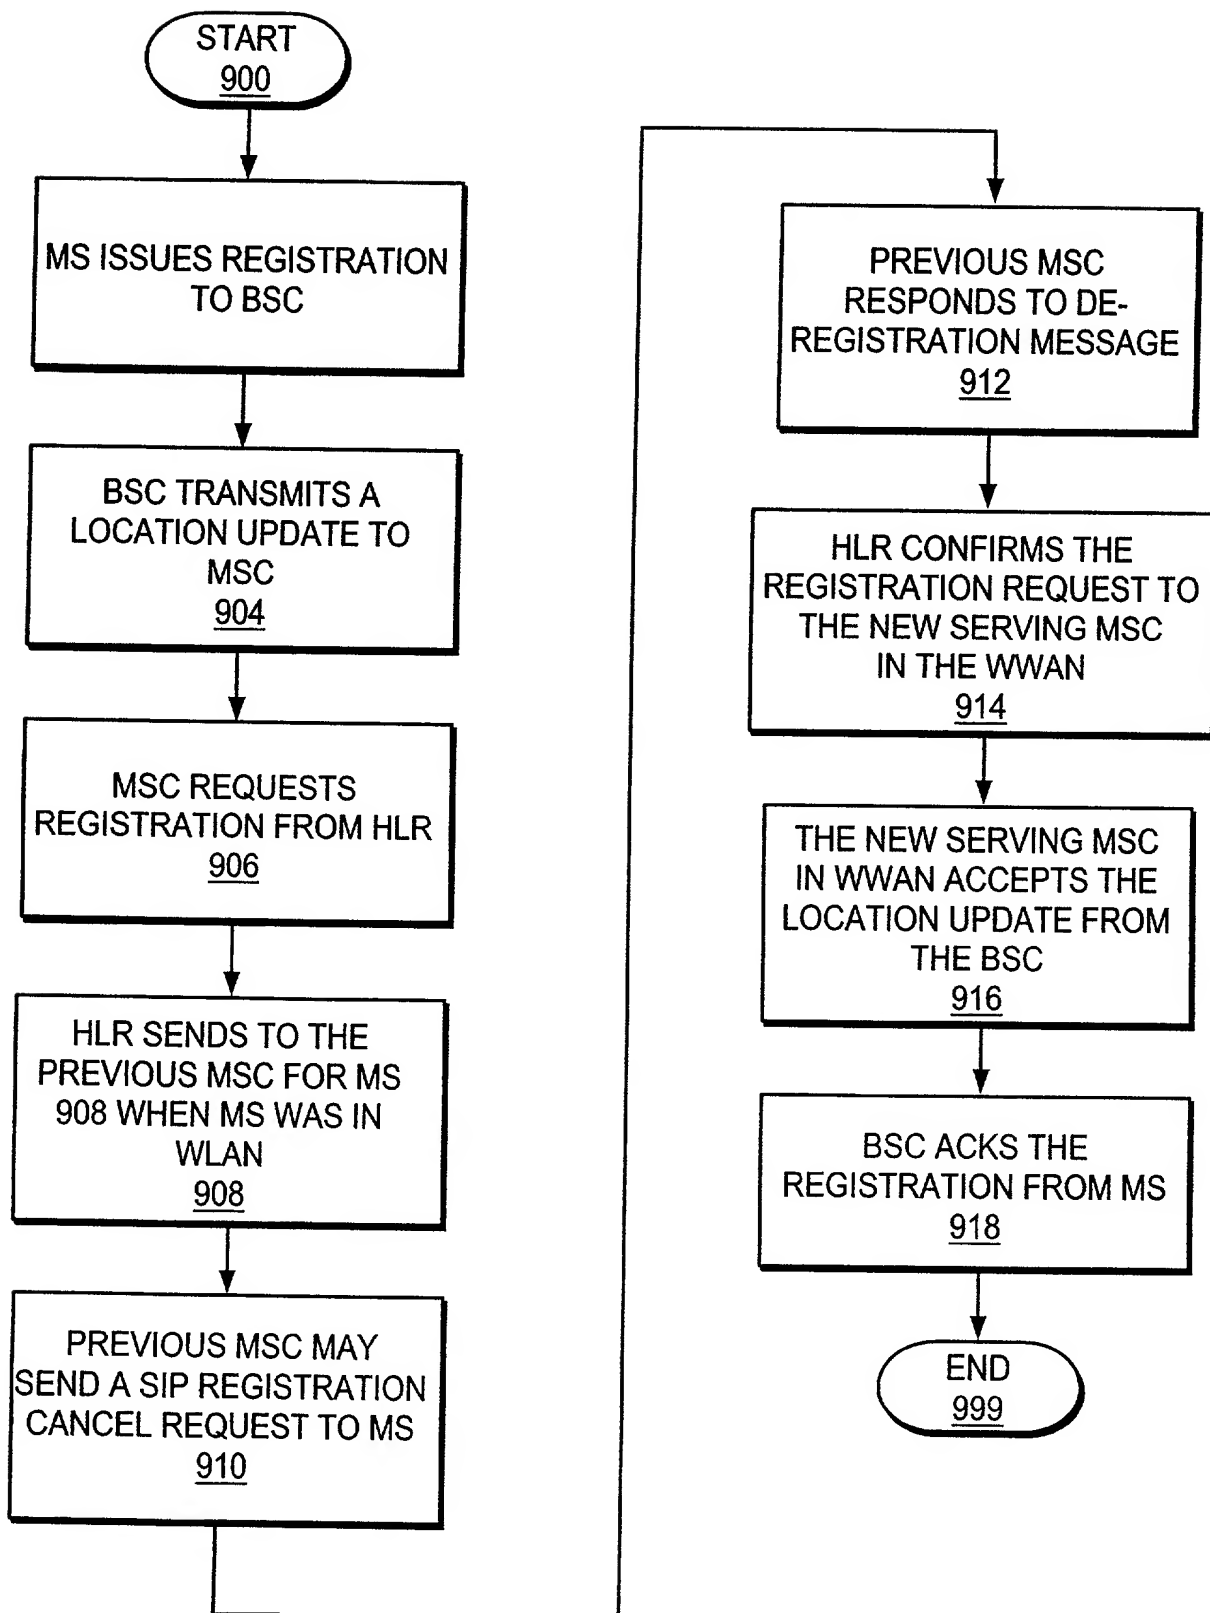 START
900
MS ISSUES REGISTRATION
TO BSC
BSC TRANSMITS A
LOCATION UPDATE TO
MSC
904
MSC REQUESTS
REGISTRATION FROM HLR
906
HLR SENDS TO THE
PREVIOUS MSC FOR MS
908 WHEN MS WAS IN
WLAN
908
PREVIOUS MSC MAY
SEND A SIP REGISTRATION
CANCEL REQUEST TO MS
910
PREVIOUS MSC
RESPONDS TO DE-
REGISTRATION MESSAGE
912
HLR CONFIRMS THE
REGISTRATION REQUEST TO
THE NEW SERVING MSC
IN THE WWAN
914
THE NEW SERVING MSC
IN WWAN ACCEPTS THE
LOCATION UPDATE FROM
THE BSC
916
BSC ACKS THE
REGISTRATION FROM MS
918
END
999